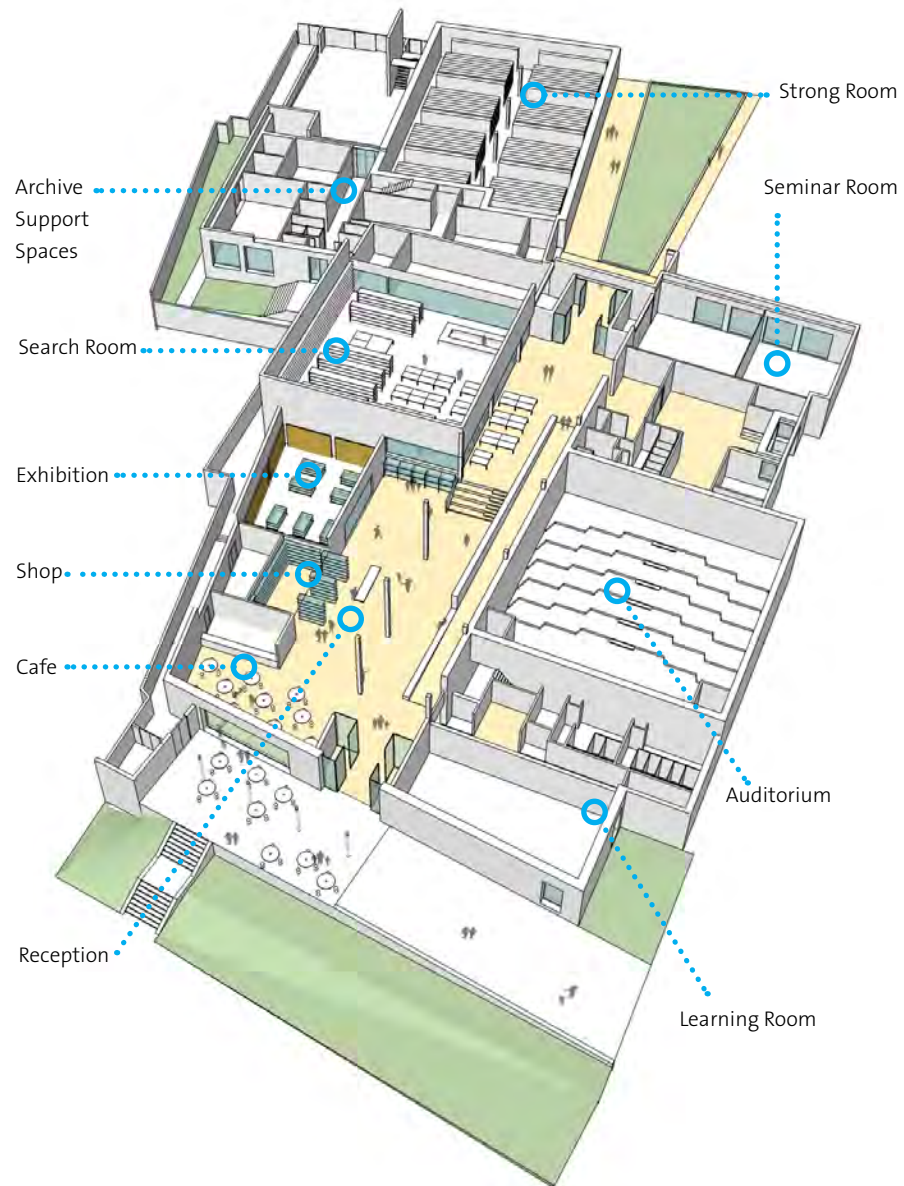 Strong Room
Archive
Support
Spaces
Seminar Room
Search Room
Exhibition
Shop
Cafe
Auditorium
Reception
Learning Room